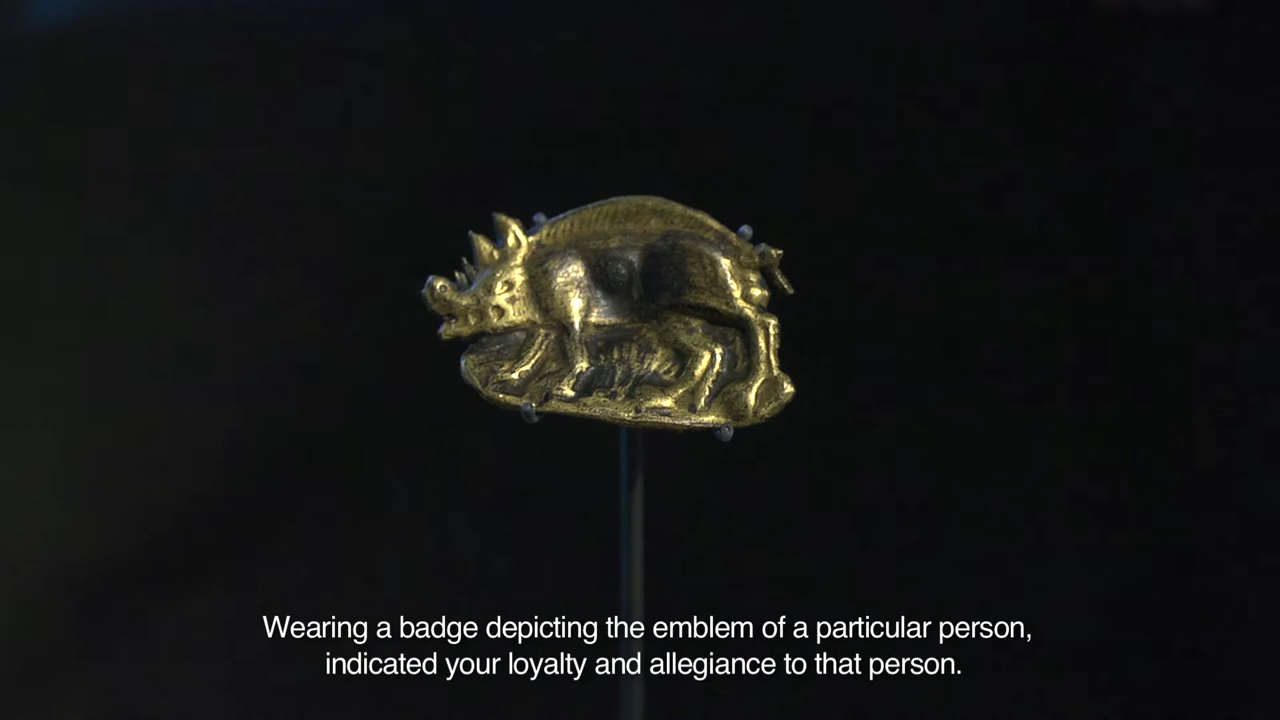 Wearing a badge depicting the emblem of a particular person,
indicated your loyalty and allegiance to that person.